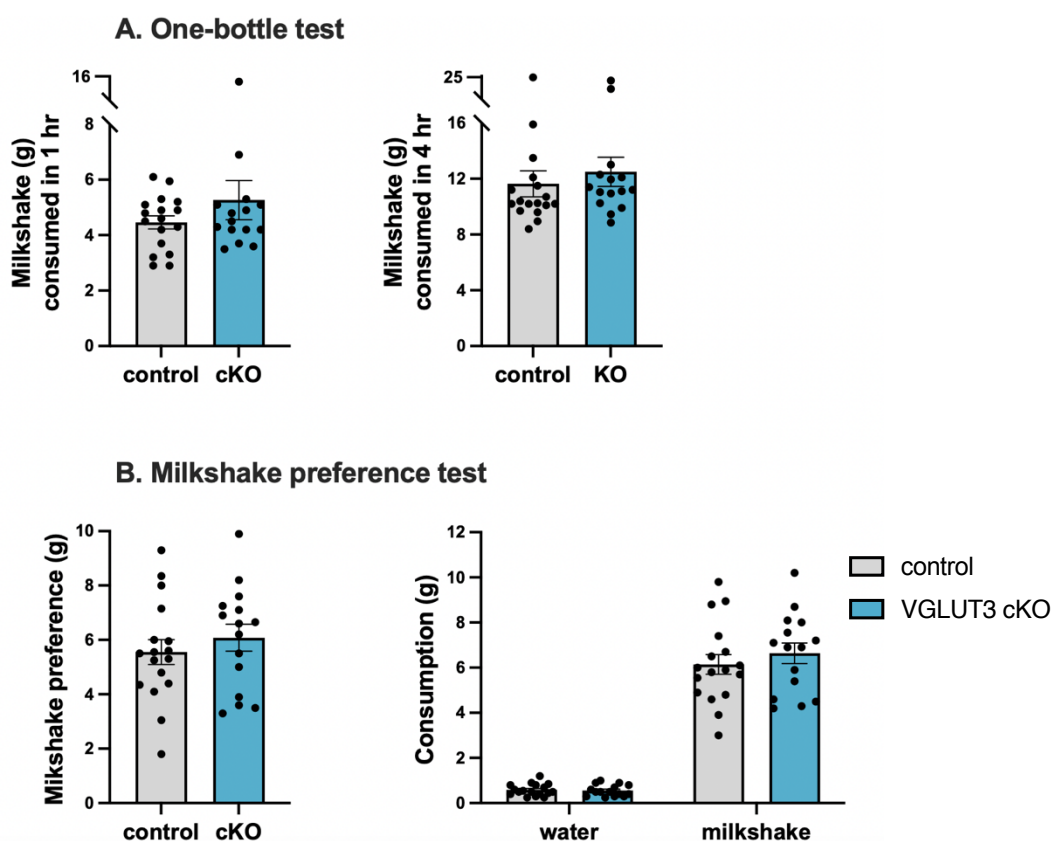 A. One-bottle test
Milkshake (g)
consumed in 1 hr
16
8
6
4
2
0
control cKO
Milkshake (g)
consumed in 4 hr
25
16
12
8
4
0
control KO
B. Milkshake preference test
Mikshake preference (g)
10
8
6
4
2
0
control cKO
Consumption (g)
12
10
8
6
4
2
0
water milkshake
control
VGLUT3 cKO